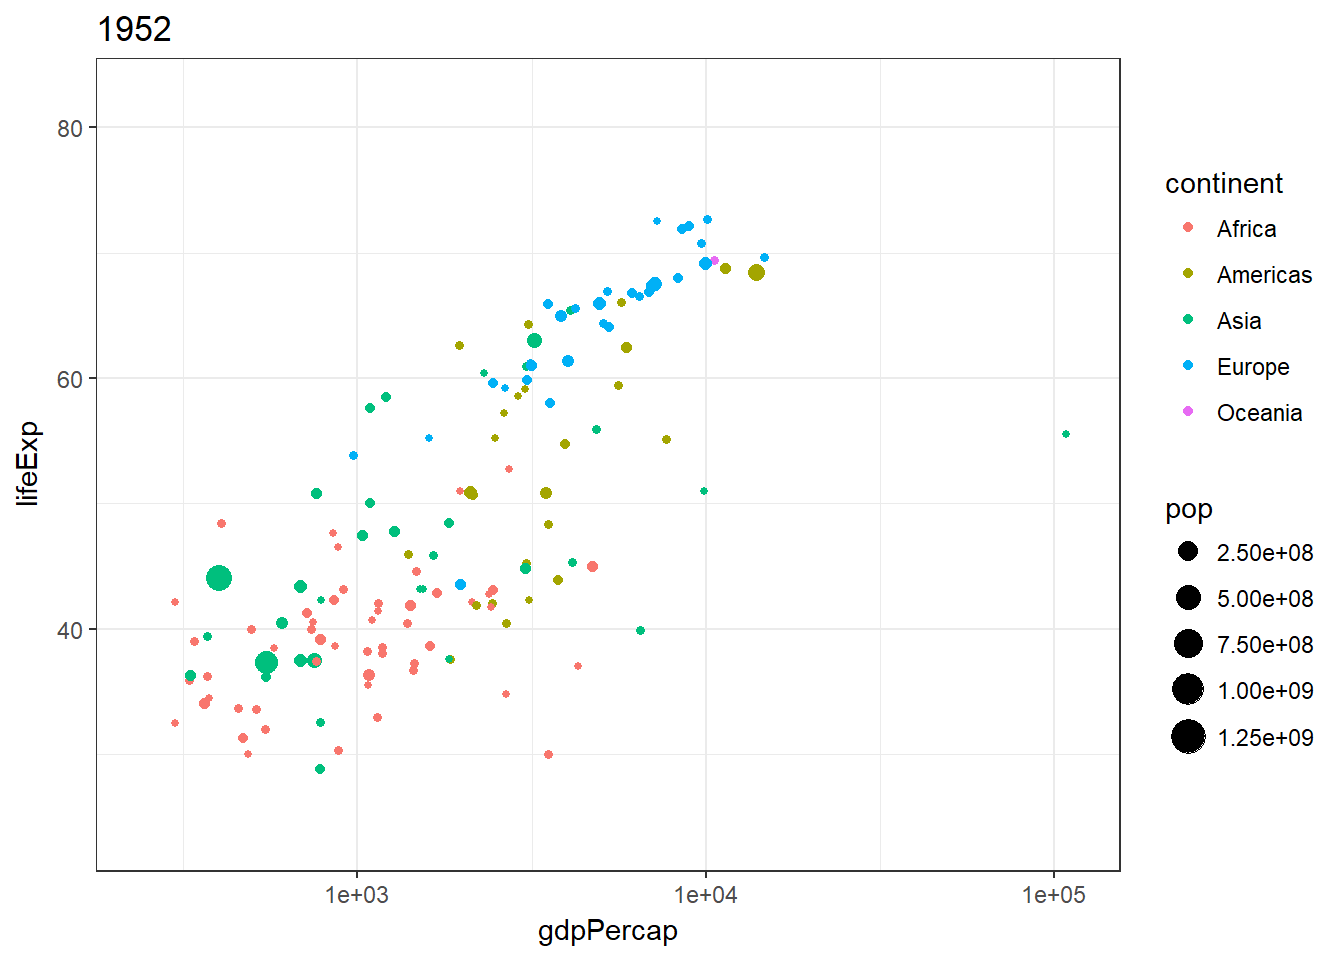 1952
80
60
40
lifeExp
1e+03
1e+04
1e+05
gdpPercap
continent
Africa
Americas
Asia
Europe
Oceania
pop
2.50e+08
5.00e+08
7.50e+08
1.00e+09
1.25e+09